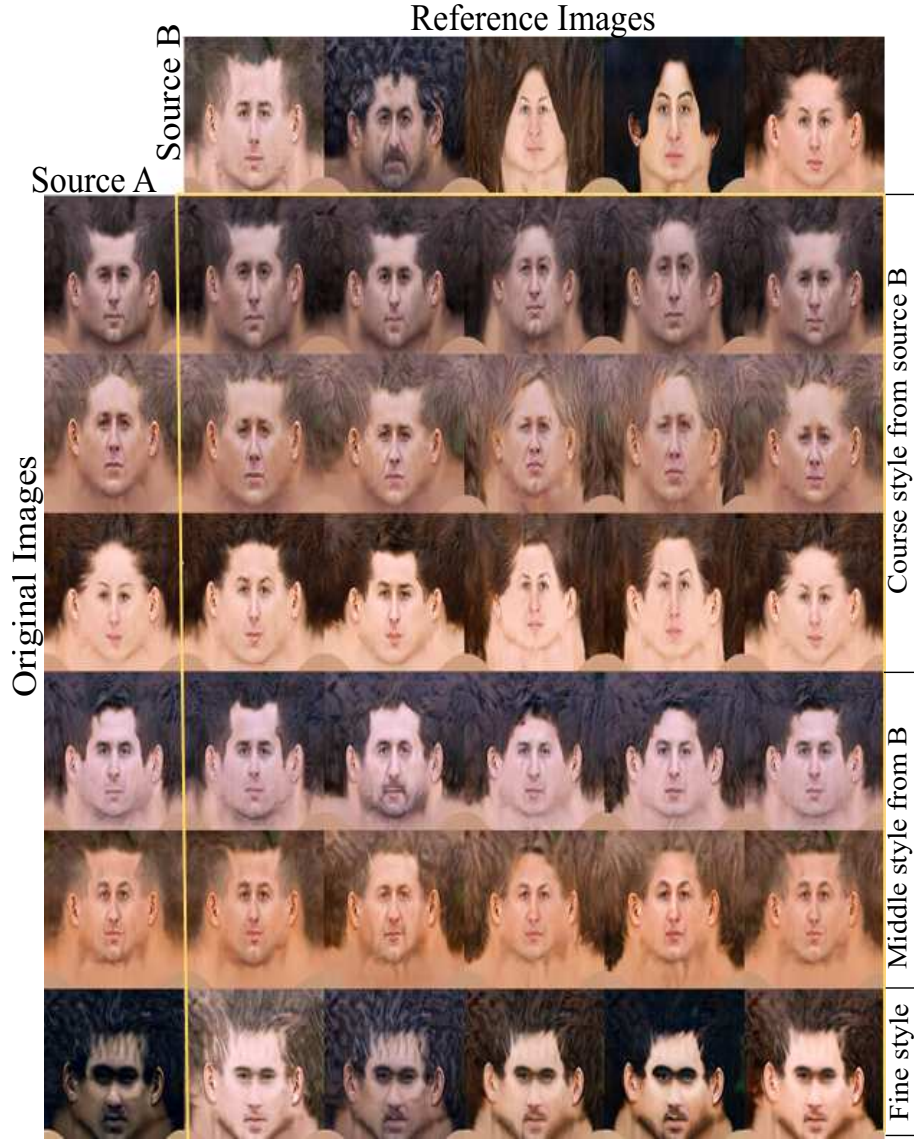 Reference Images
Source B
Source A
Original Images
Course style from source B
Middle style from B
Fine style